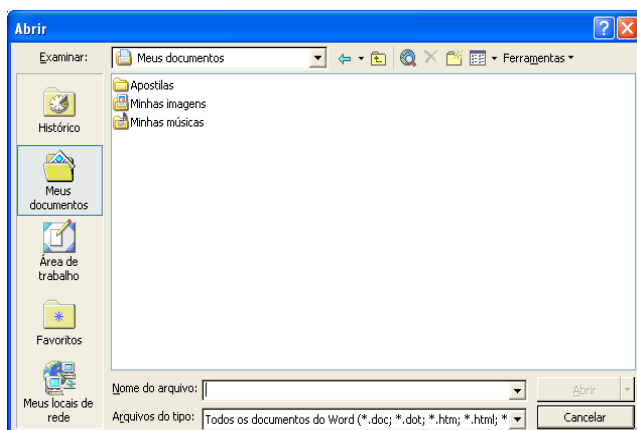 Abrir
Examinar: Meus documentos Ferramentas
Apostilas
Minhas imagens
Minhas músicas
Histórico
Meus
documentos
Área de
trabalho
Favoritos
Meus locais de
rede
Nome do arquivo: Abrir
Arquivos do tipo: Todos os documentos do Word (*.doc; *.dot; *.htm; *.html; * Cancelar